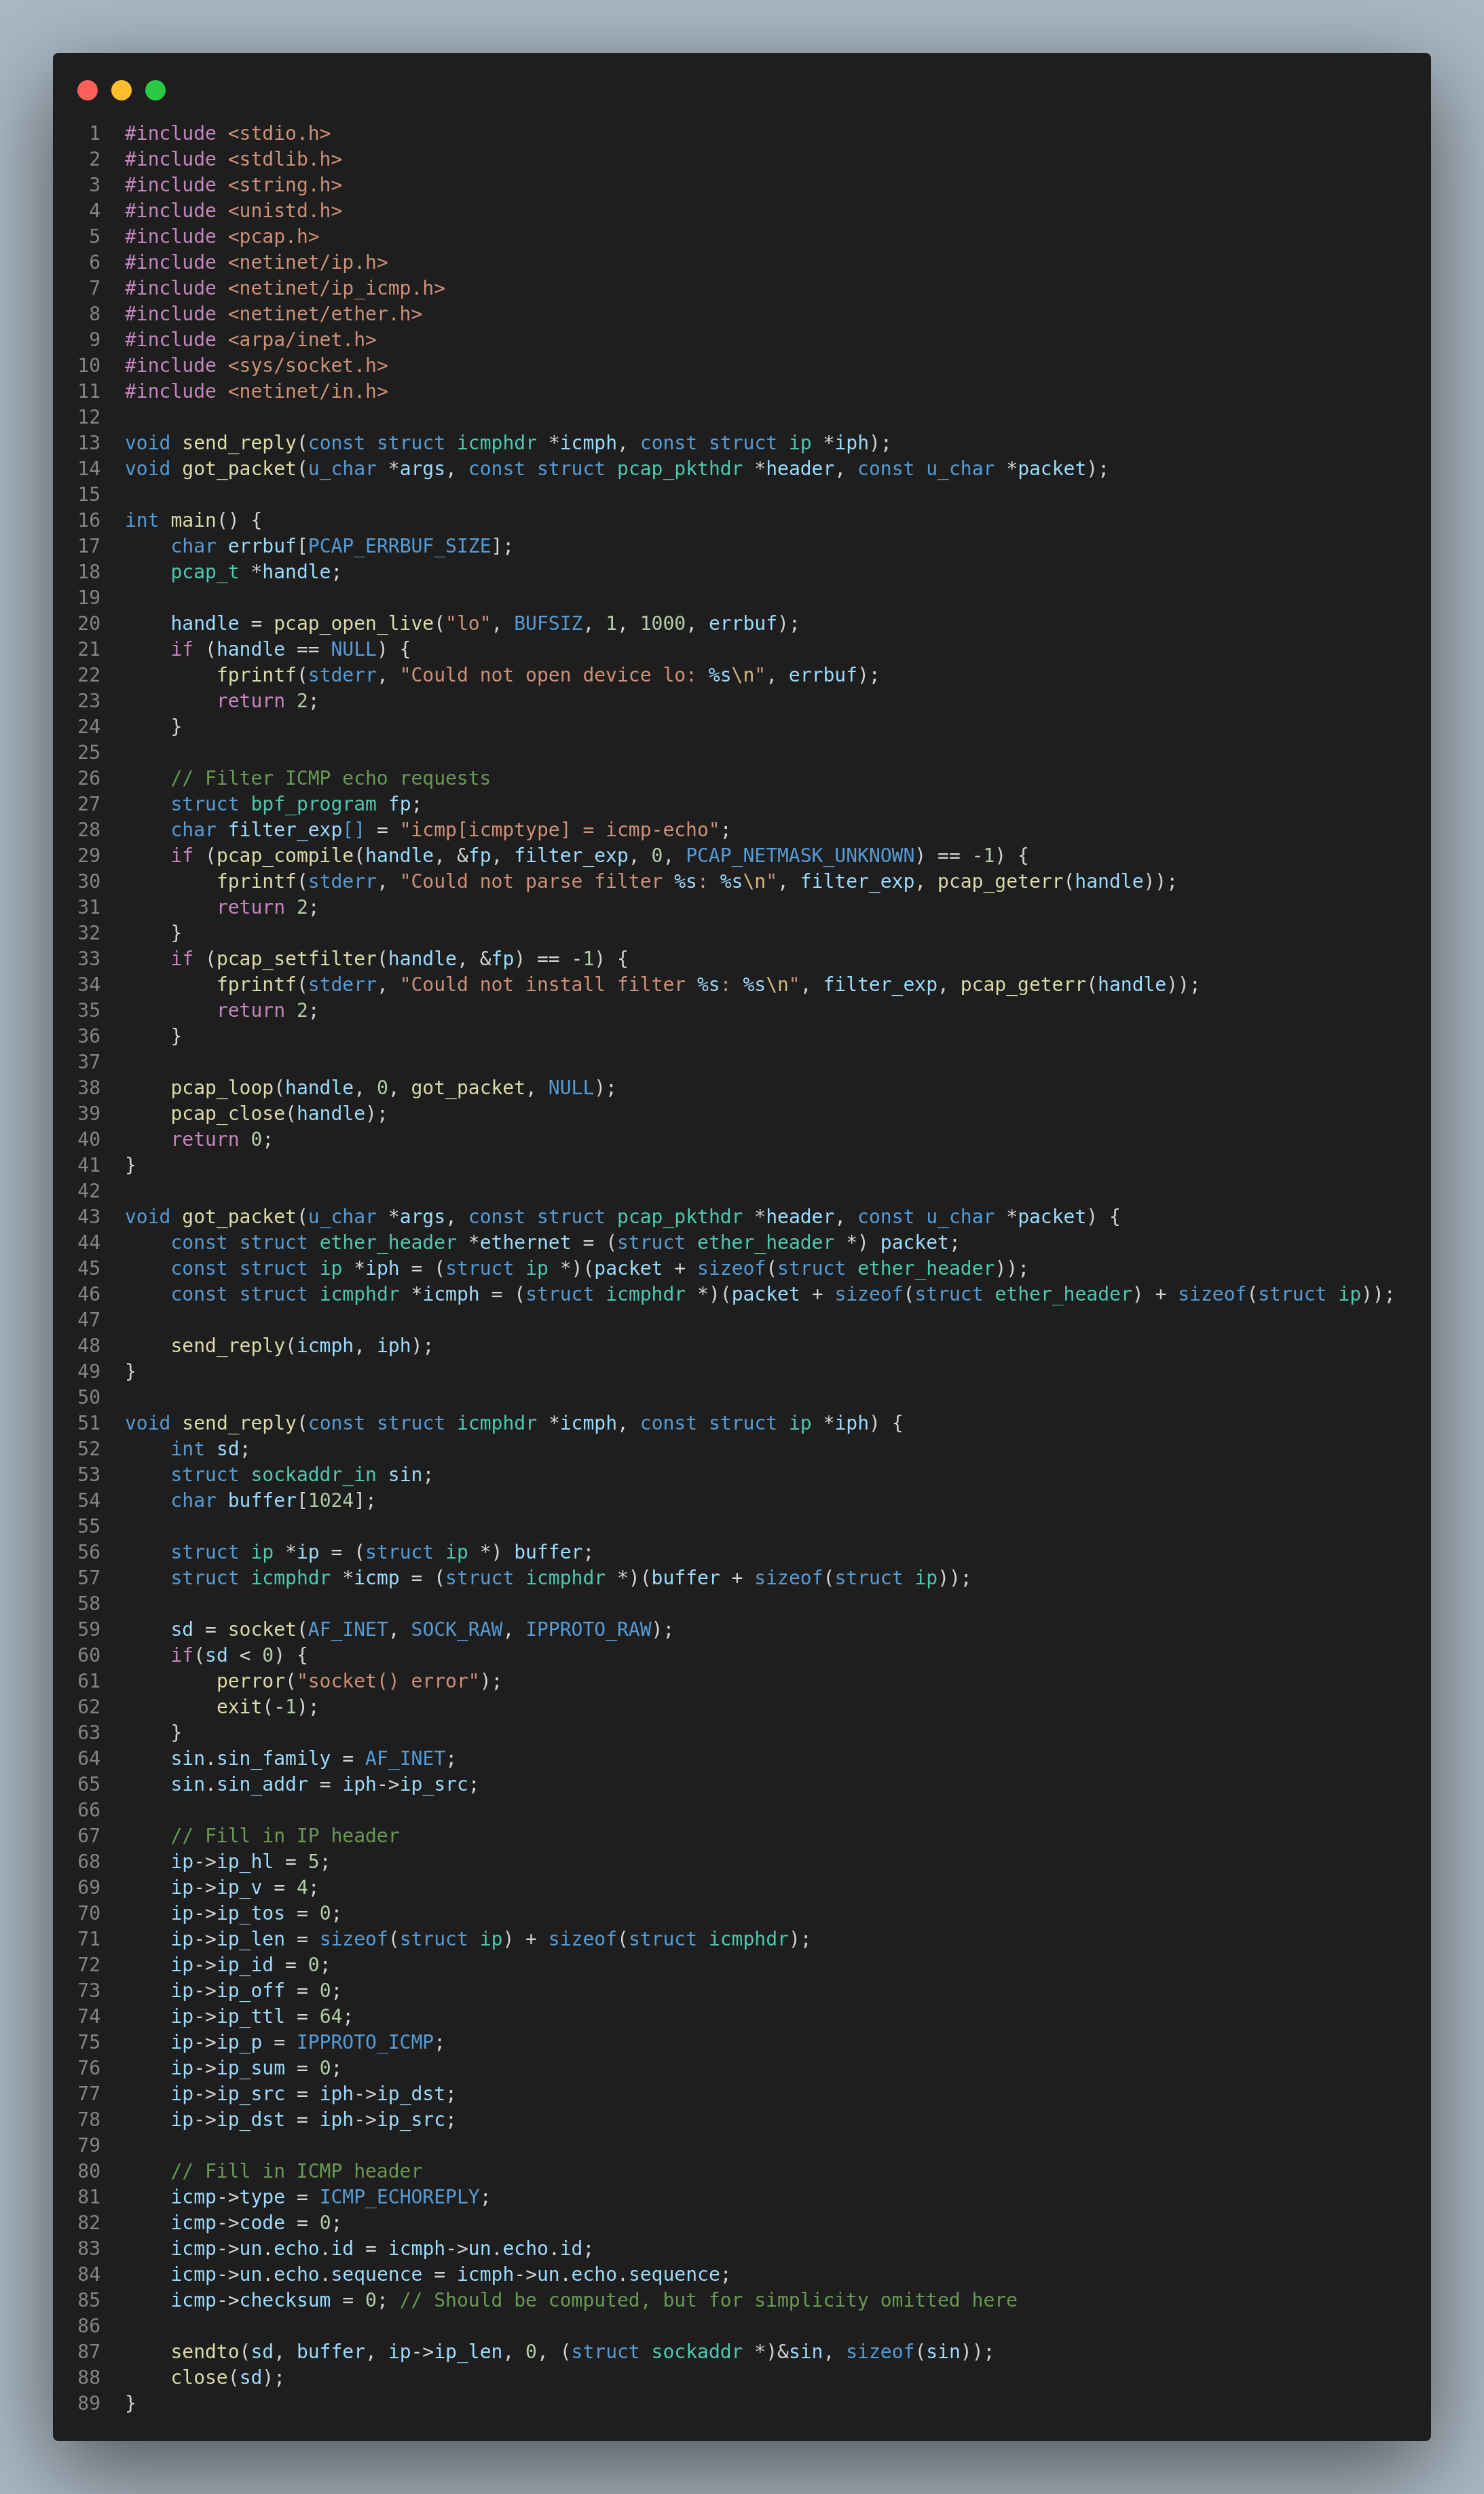 1 #include <stdio.h>
2 #include <stdlib.h>
3 #include <string.h>
4 #include <unistd.h>
5 #include <pcap.h>
6 #include <netinet/ip.h>
7 #include <netinet/ip_icmp.h>
8 #include <netinet/ether.h>
9 #include <arpa/inet.h>
10 #include <sys/socket.h>
11 #include <netinet/in.h>
12
13 void send_reply(const struct icmphdr *icmph, const struct ip *iph);
14 void got_packet(u_char *args, const struct pcap_pkthdr *header, const u_char *packet);
15
16 int main() {
17     char errbuf[PCAP_ERRBUF_SIZE];
18     pcap_t *handle;
19
20     handle = pcap_open_live("lo", BUFSIZ, 1, 1000, errbuf);
21     if (handle == NULL) {
22         fprintf(stderr, "Could not open device lo: %s\n", errbuf);
23         return 2;
24     }
25
26     // Filter ICMP echo requests
27     struct bpf_program fp;
28     char filter_exp[] = "icmp[icmptype] = icmp-echo";
29     if (pcap_compile(handle, &fp, filter_exp, 0, PCAP_NETMASK_UNKNOWN) == -1) {
30         fprintf(stderr, "Could not parse filter %s: %s\n", filter_exp, pcap_geterr(handle));
31         return 2;
32     }
33     if (pcap_setfilter(handle, &fp) == -1) {
34         fprintf(stderr, "Could not install filter %s: %s\n", filter_exp, pcap_geterr(handle));
35         return 2;
36     }
37
38     pcap_loop(handle, 0, got_packet, NULL);
39     pcap_close(handle);
40     return 0;
41 }
42
43 void got_packet(u_char *args, const struct pcap_pkthdr *header, const u_char *packet) {
44     const struct ether_header *ethernet = (struct ether_header *) packet;
45     const struct ip *iph = (struct ip *)(packet + sizeof(struct ether_header));
46     const struct icmphdr *icmph = (struct icmphdr *)(packet + sizeof(struct ether_header) + sizeof(struct ip));
47
48     send_reply(icmph, iph);
49 }
50
51 void send_reply(const struct icmphdr *icmph, const struct ip *iph) {
52     int sd;
53     struct sockaddr_in sin;
54     char buffer[1024];
55
56     struct ip *ip = (struct ip *) buffer;
57     struct icmphdr *icmp = (struct icmphdr *)(buffer + sizeof(struct ip));
58
59     sd = socket(AF_INET, SOCK_RAW, IPPROTO_RAW);
60     if(sd < 0) {
61         perror("socket() error");
62         exit(-1);
63     }
64     sin.sin_family = AF_INET;
65     sin.sin_addr = iph->ip_src;
66
67     // Fill in IP header
68     ip->ip_hl = 5;
69     ip->ip_v = 4;
70     ip->ip_tos = 0;
71     ip->ip_len = sizeof(struct ip) + sizeof(struct icmphdr);
72     ip->ip_id = 0;
73     ip->ip_off = 0;
74     ip->ip_ttl = 64;
75     ip->ip_p = IPPROTO_ICMP;
76     ip->ip_sum = 0;
77     ip->ip_src = iph->ip_dst;
78     ip->ip_dst = iph->ip_src;
79
80     // Fill in ICMP header
81     icmp->type = ICMP_ECHOREPLY;
82     icmp->code = 0;
83     icmp->un.echo.id = icmph->un.echo.id;
84     icmp->un.echo.sequence = icmph->un.echo.sequence;
85     icmp->checksum = 0; // Should be computed, but for simplicity omitted here
86
87     sendto(sd, buffer, ip->ip_len, 0, (struct sockaddr *)&sin, sizeof(sin));
88     close(sd);
89 }